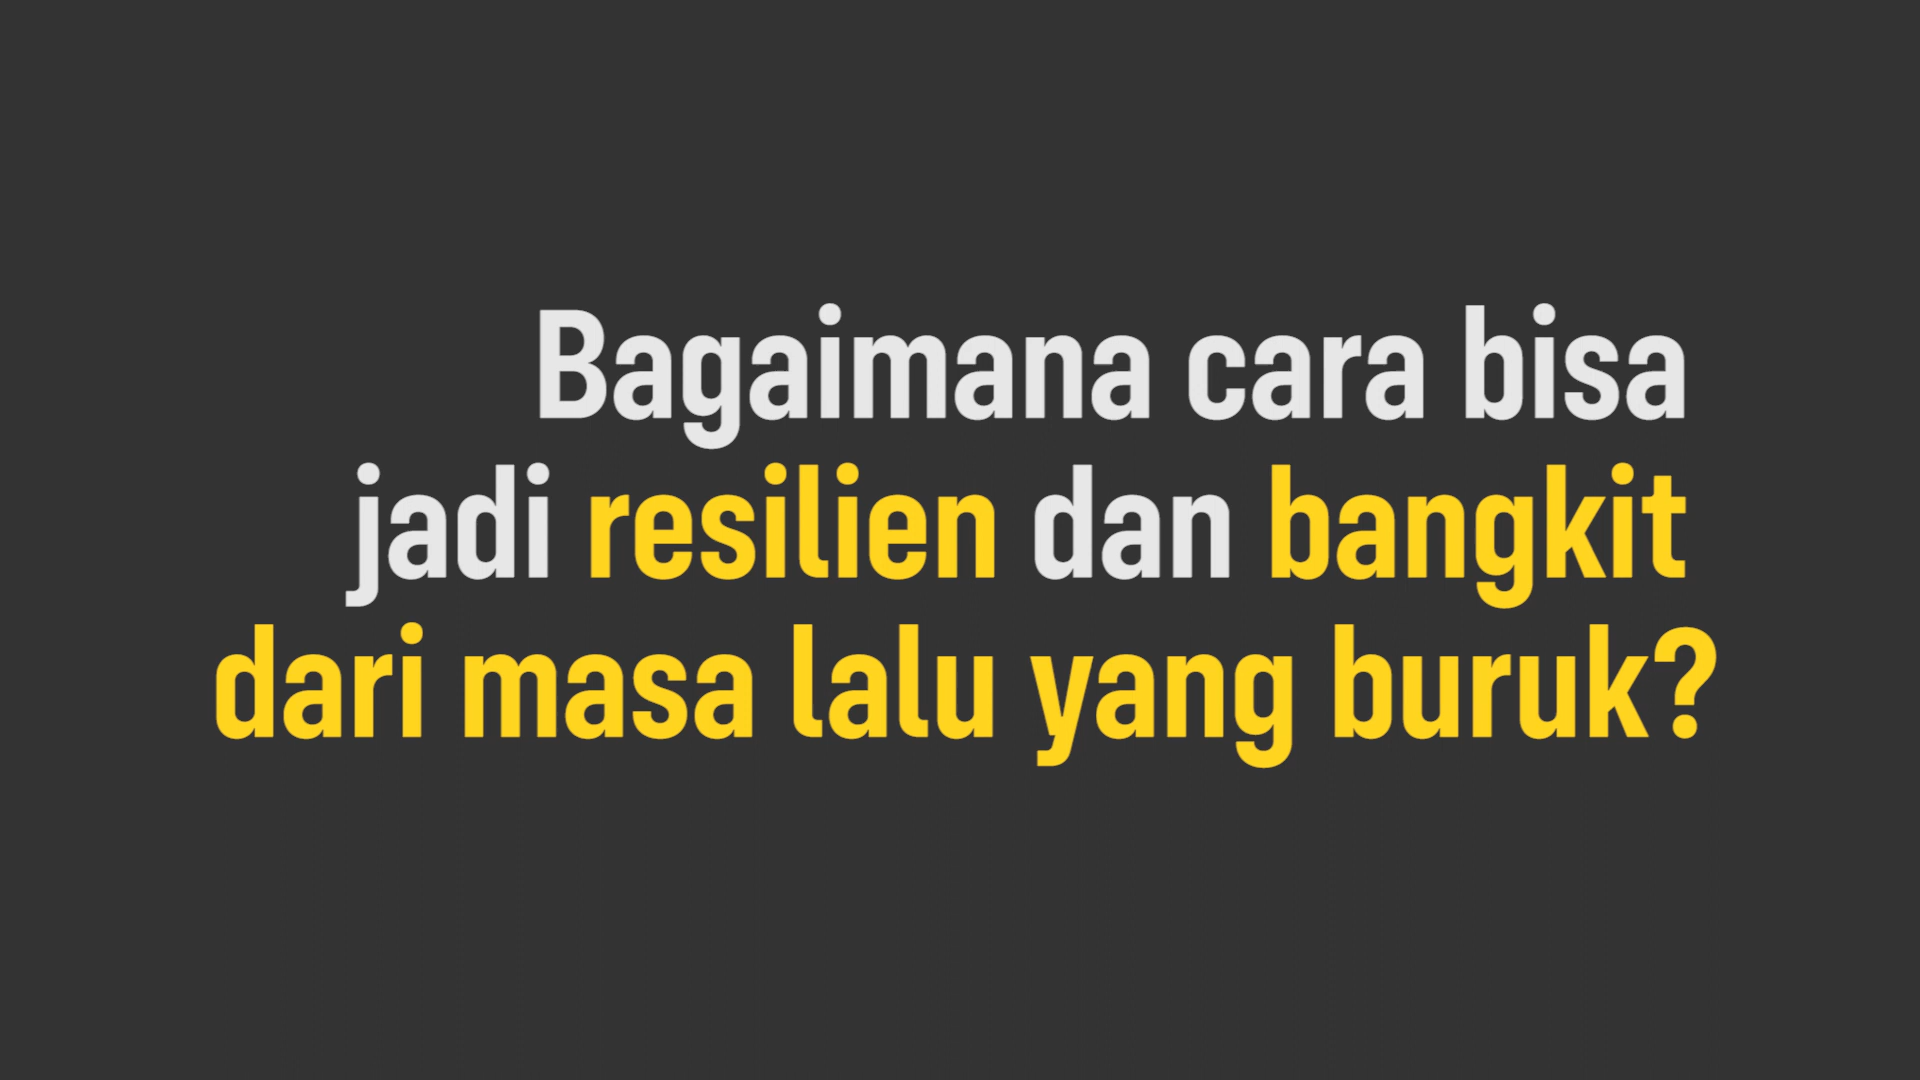 Bagaimana cara bisa
jadi resilien dan bangkit
dari masa lalu yang buruk?